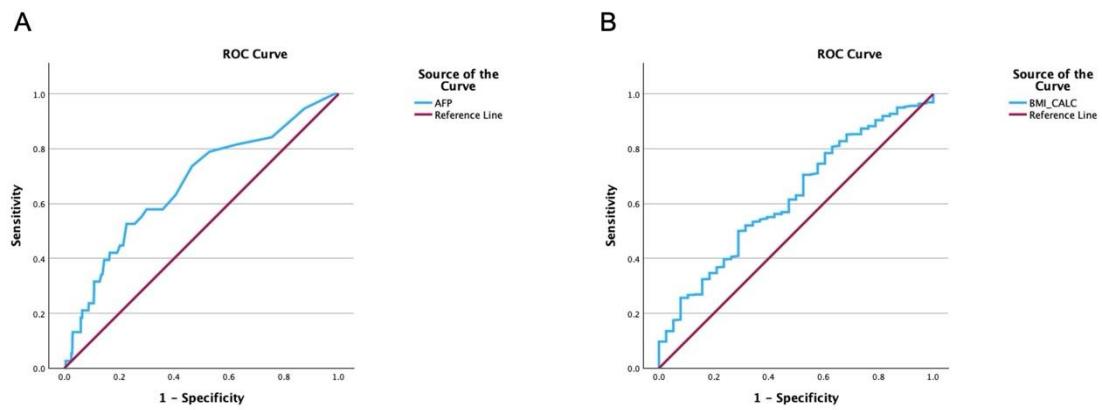 A
ROC Curve
Source of the
Curve
AFP
Reference Line
1.0
0.8
0.6
0.4
0.2
0.0
Sensitivity
0.0 0.2 0.4 0.6 0.8 1.0
1 - Specificity
B
ROC Curve
Source of the
Curve
BMI_CALC
Reference Line
1.0
0.8
0.6
0.4
0.2
0.0
Sensitivity
0.0 0.2 0.4 0.6 0.8 1.0
1 - Specificity